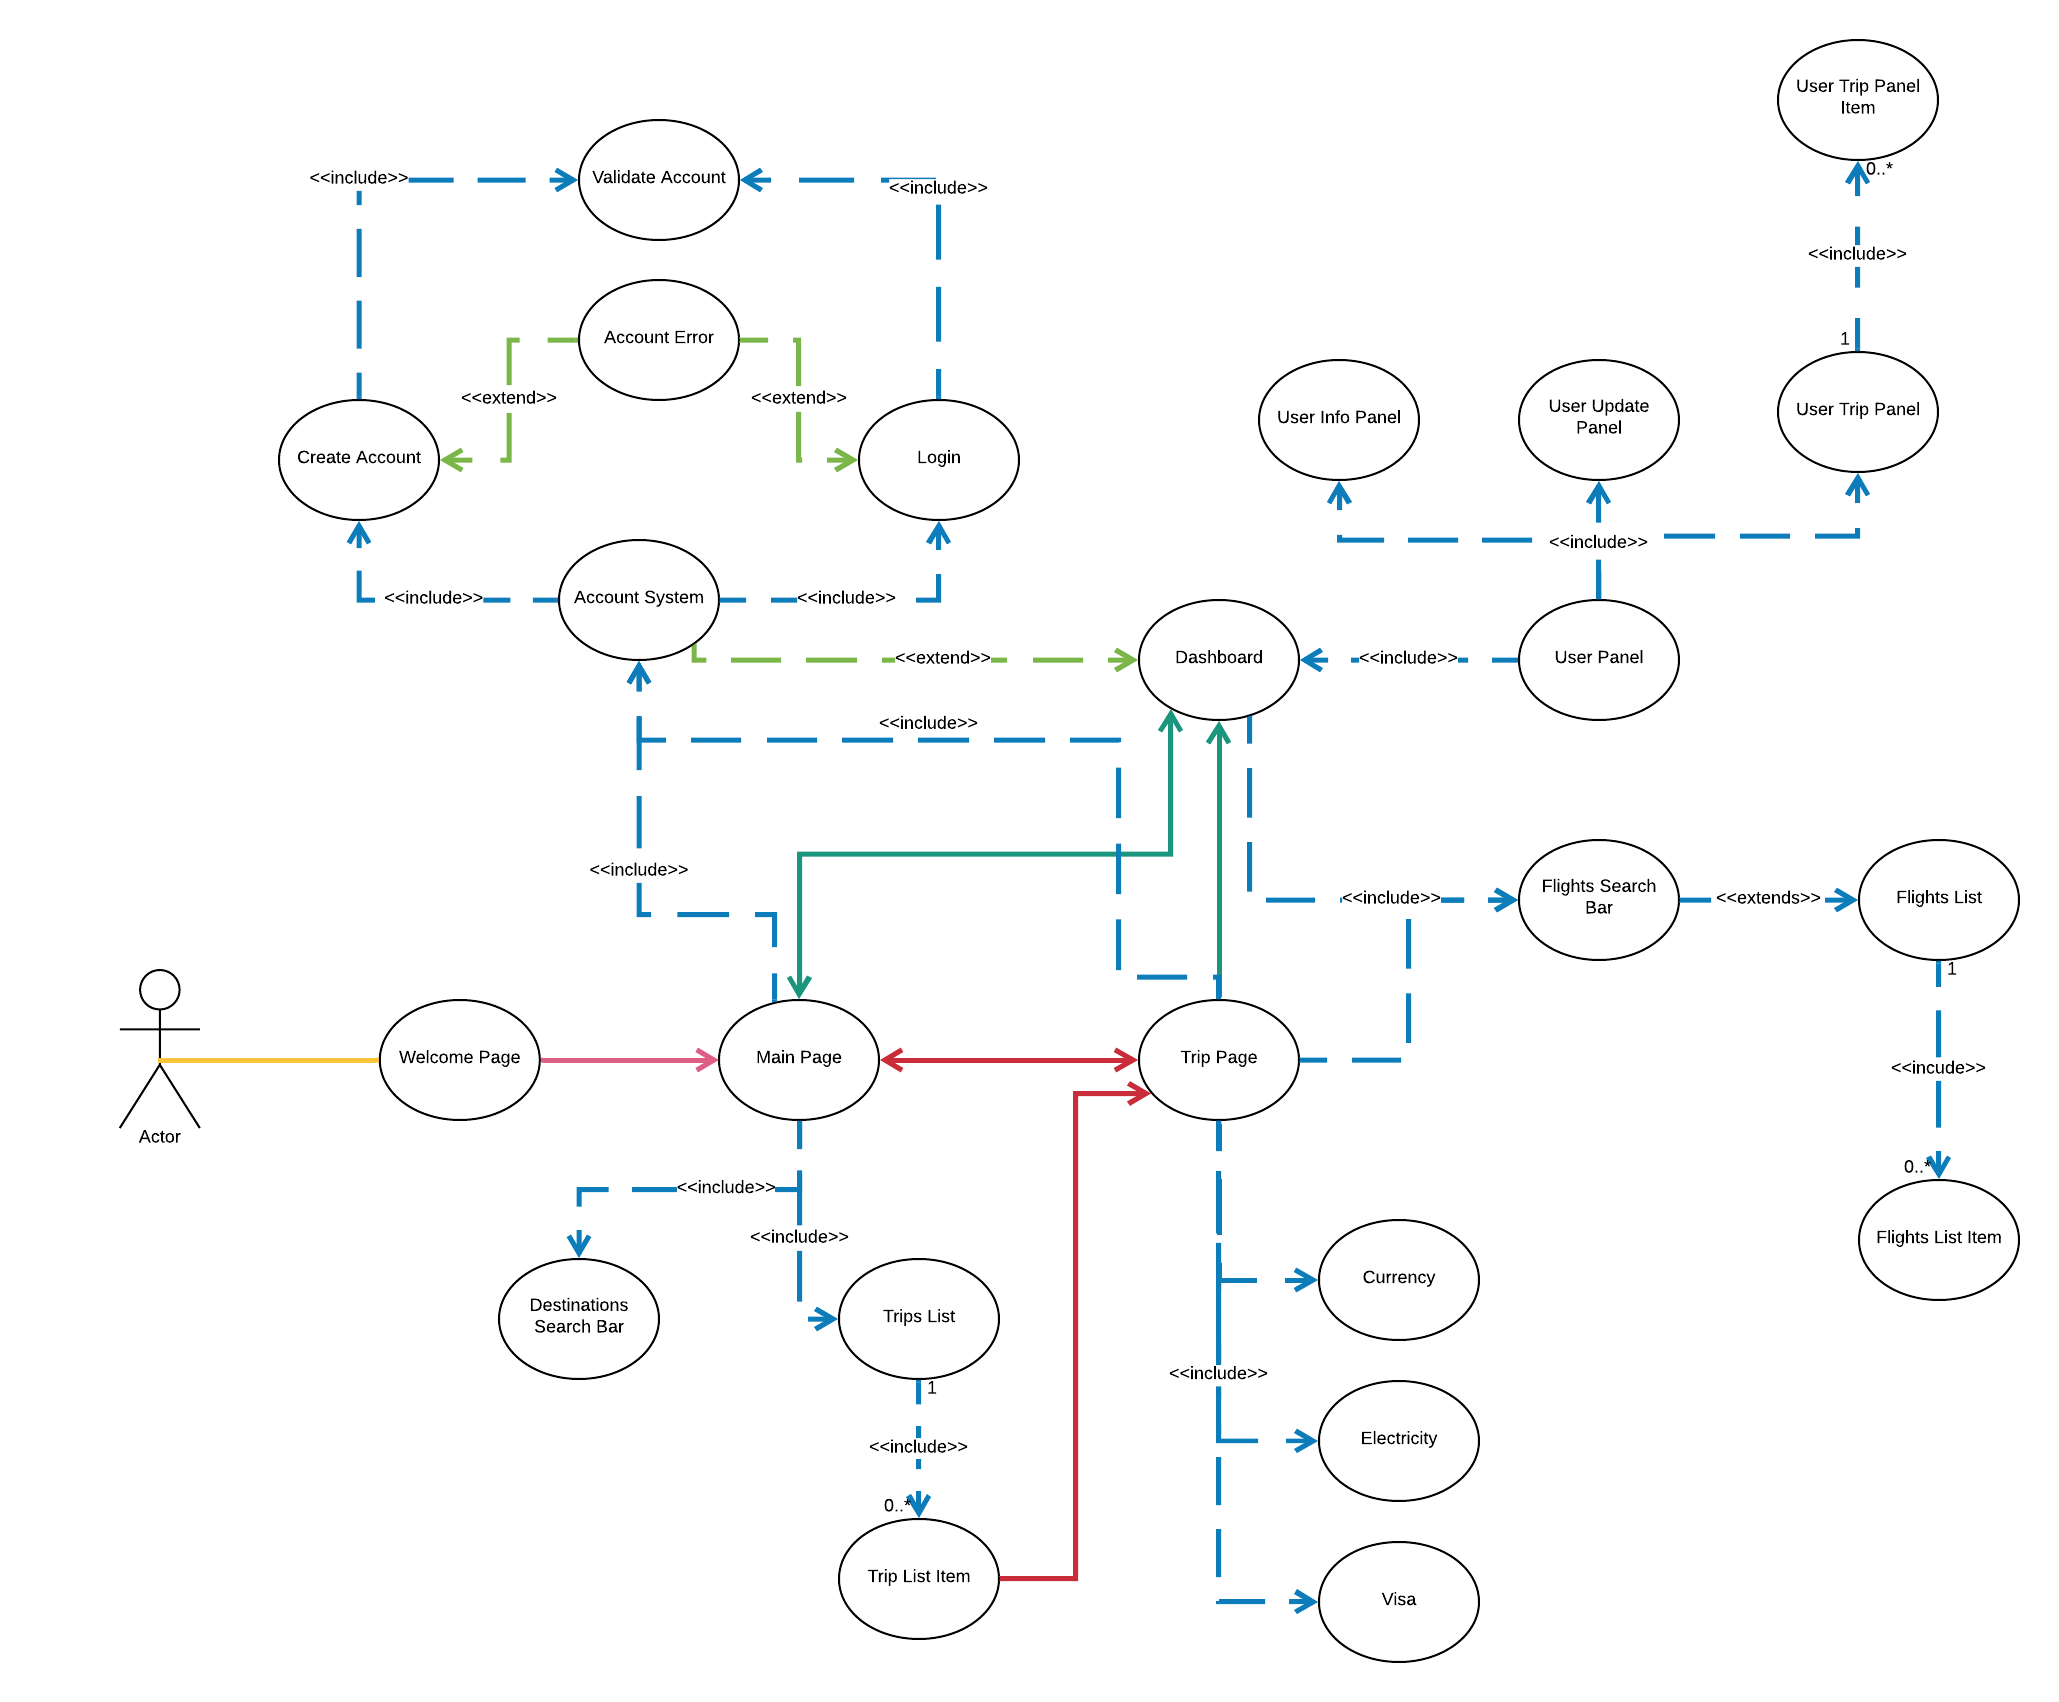 User Trip Panel
Item
0..*
<<include>>
Validate Account
<<include>>
<<include>>
Account Error
1
<<extend>>
<<extend>>
User Info Panel
User Update
Panel
User Trip Panel
Create Account
Login
<<include>>
<<include>>
Account System
<<include>>
<<extend>>
Dashboard
<<include>>
User Panel
<<include>>
<<include>>
Flights Search
Bar
<<include>>
<<extends>>
Flights List
1
Welcome Page
Main Page
Trip Page
<<incude>>
Actor
0..*
<<include>>
<<include>>
Flights List Item
Currency
Destinations
Search Bar
Trips List
<<include>>
1
Electricity
<<include>>
0..*
Trip List Item
Visa